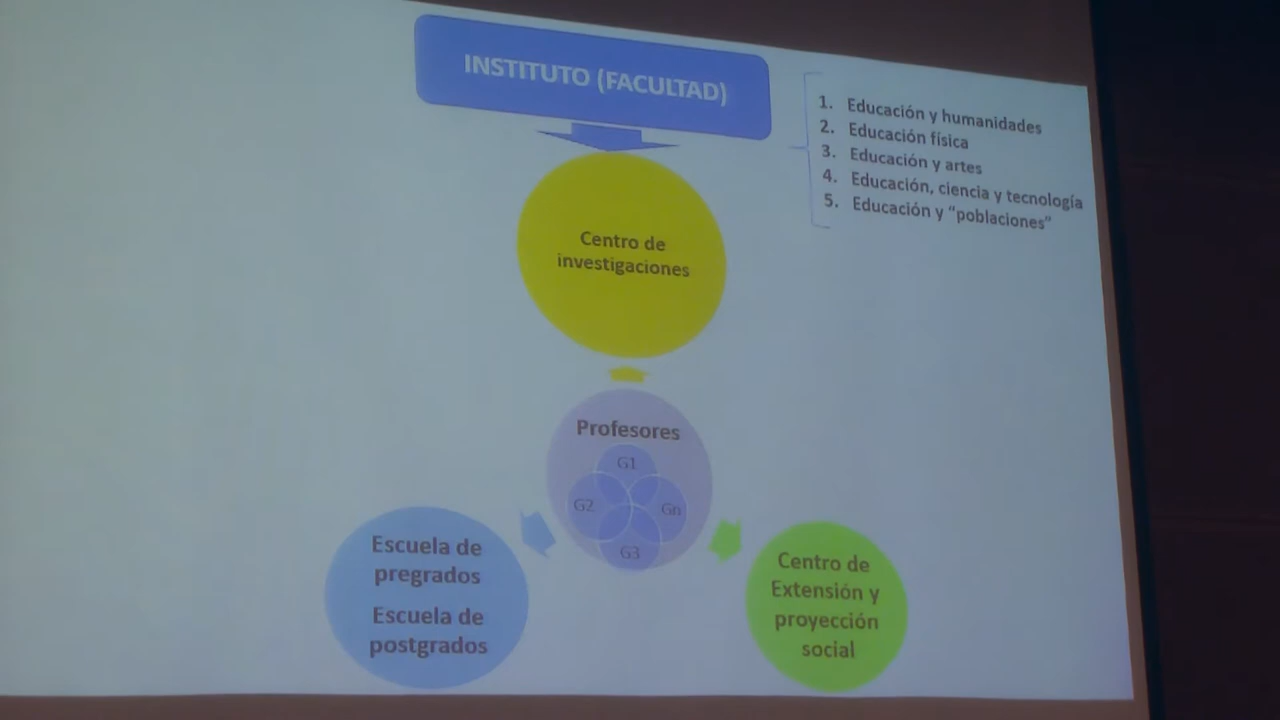 INSTITUTO (FACULTAD)
1. Educación y humanidades
2. Educación física
3. Educación y artes
4. Educación, ciencia y tecnología
5. Educación y "poblaciones"
Centro de
investigaciones
Profesores
G1
G2
Gn
G3
Escuela de
pregrados
Escuela de
postgrados
Centro de
Extensión y
proyección
social